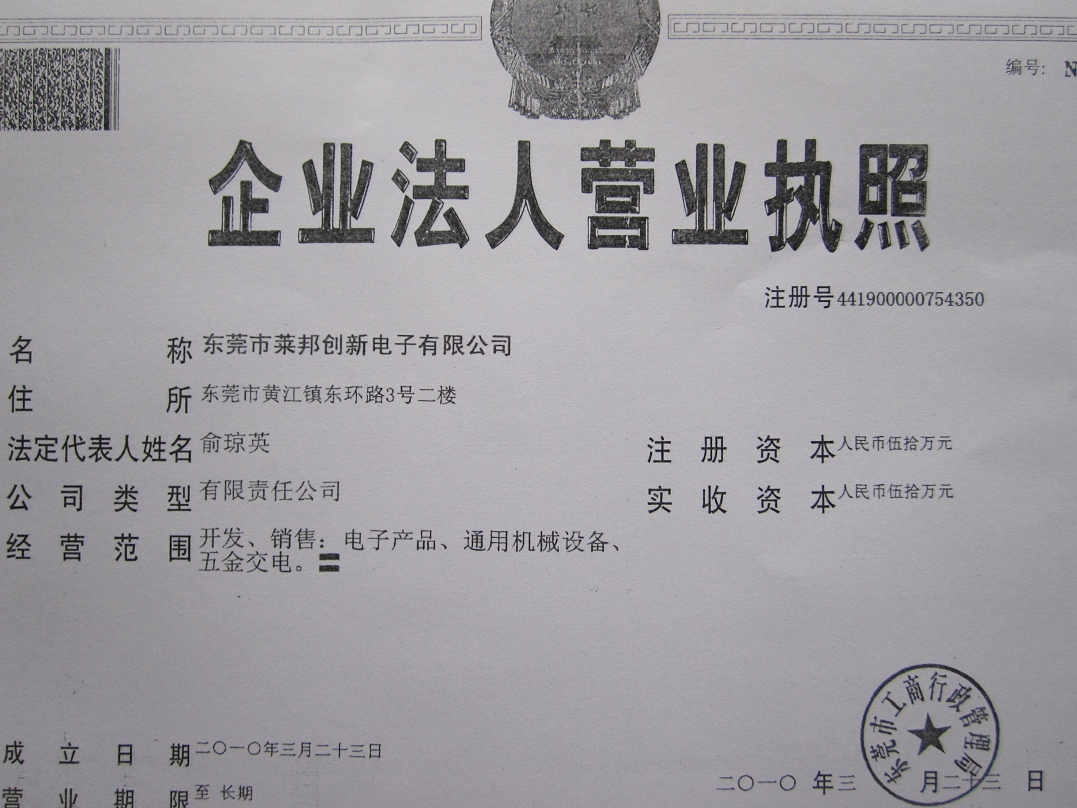 编号: N
企业法人营业执照
注册号441900000754350
名称 东莞市莱邦创新电子有限公司
住所 东莞市黄江镇东环路3号二楼
法定代表人姓名 俞琼英
注册资本 人民币伍拾万元
公司类型 有限责任公司
实收资本 人民币伍拾万元
经营范围 开发、销售：电子产品、通用机械设备、
五金交电。
东莞市工商行政管理局
成立日期 二〇一〇年三月二十三日
二〇一〇 年三 月二十三 日
营业期限 至 长期